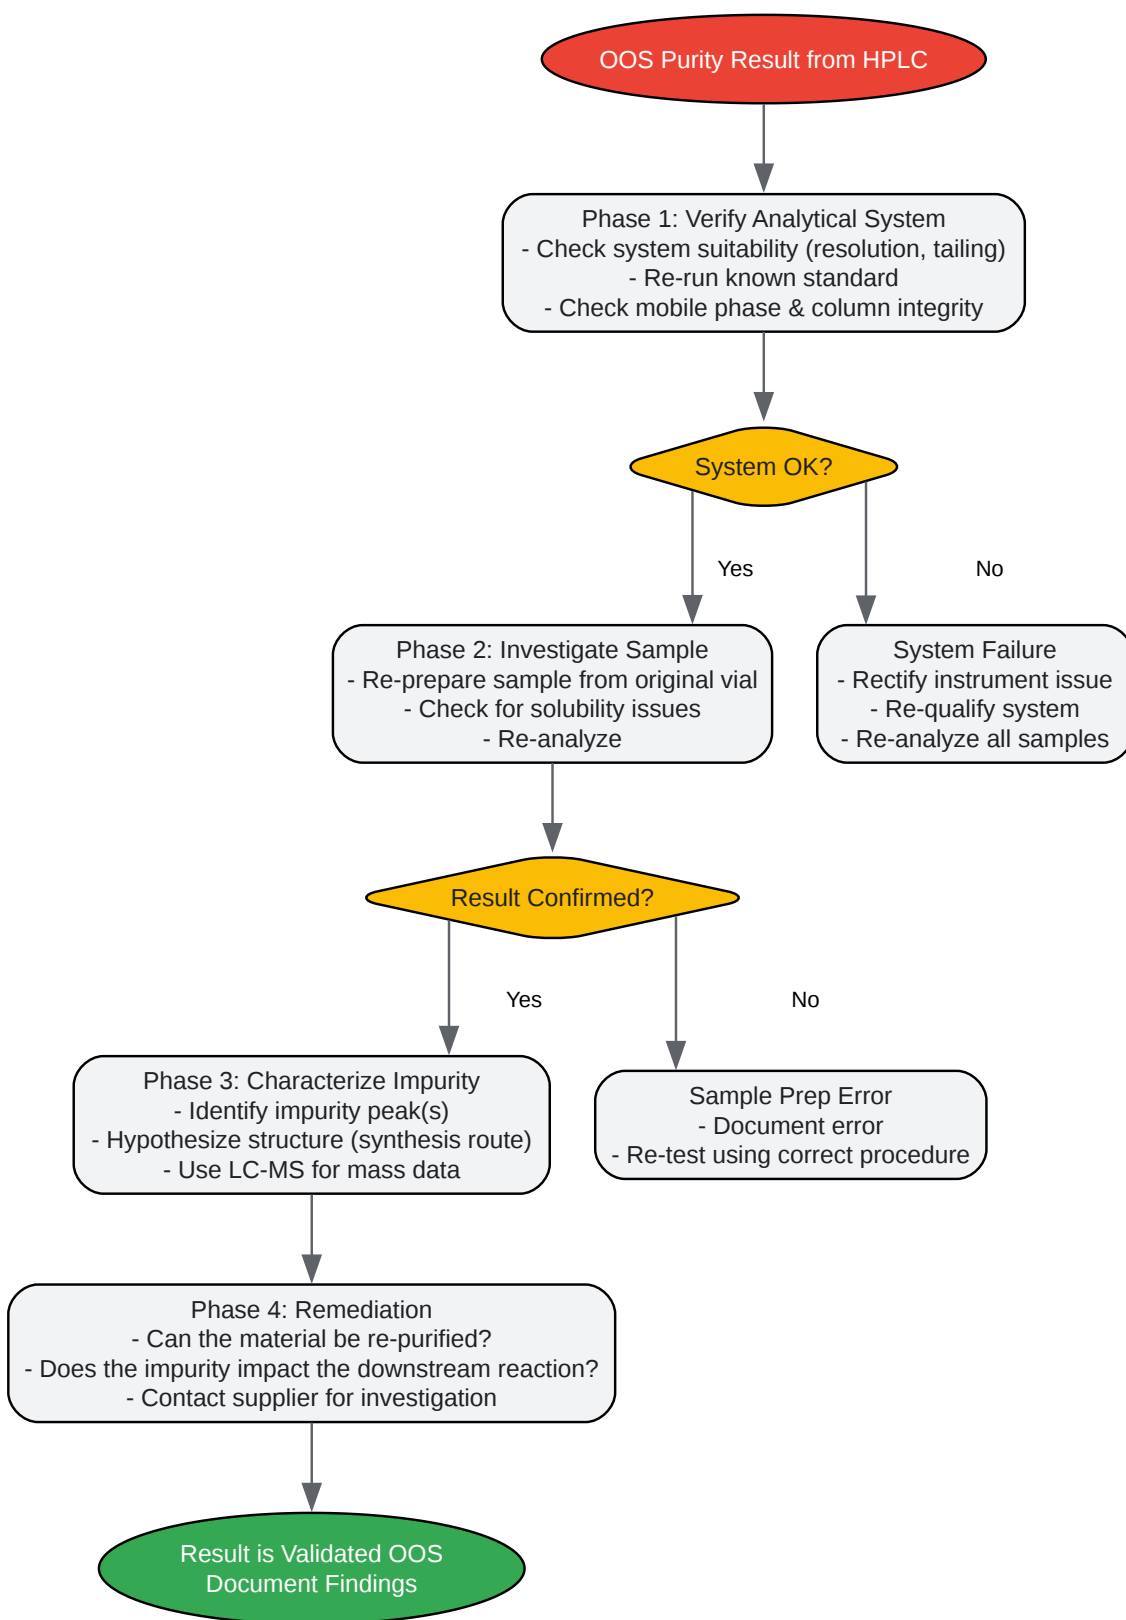 OOS Purity Result from HPLC
Phase 1: Verify Analytical System
- Check system suitability (resolution, tailing)
- Re-run known standard
- Check mobile phase & column integrity
System OK?
Yes
No
Phase 2: Investigate Sample
- Re-prepare sample from original vial
- Check for solubility issues
- Re-analyze
System Failure
- Rectify instrument issue
- Re-qualify system
- Re-analyze all samples
Result Confirmed?
Yes
No
Phase 3: Characterize Impurity
- Identify impurity peak(s)
- Hypothesize structure (synthesis route)
- Use LC-MS for mass data
Sample Prep Error
- Document error
- Re-test using correct procedure
Phase 4: Remediation
- Can the material be re-purified?
- Does the impurity impact the downstream reaction?
- Contact supplier for investigation
Result is Validated OOS
Document Findings